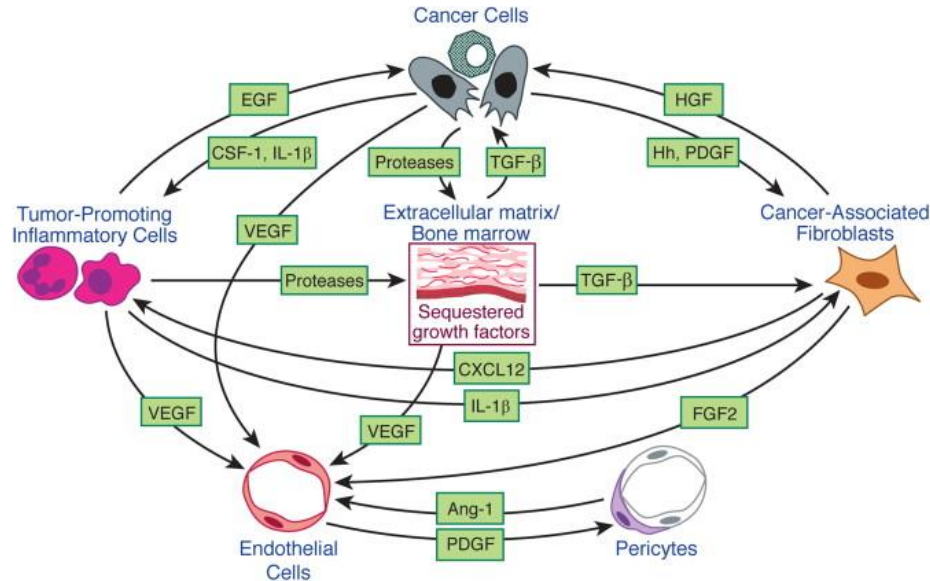 Cancer Cells
EGF
HGF
CSF-1, IL-1β
Proteases
TGF-β
Hh, PDGF
Tumor-Promoting
Inflammatory Cells
VEGF
Extracellular matrix/
Bone marrow
Cancer-Associated
Fibroblasts
Proteases
TGF-β
Sequestered
growth factors
CXCL12
IL-1β
VEGF
VEGF
FGF2
Ang-1
PDGF
Endothelial
Cells
Pericytes